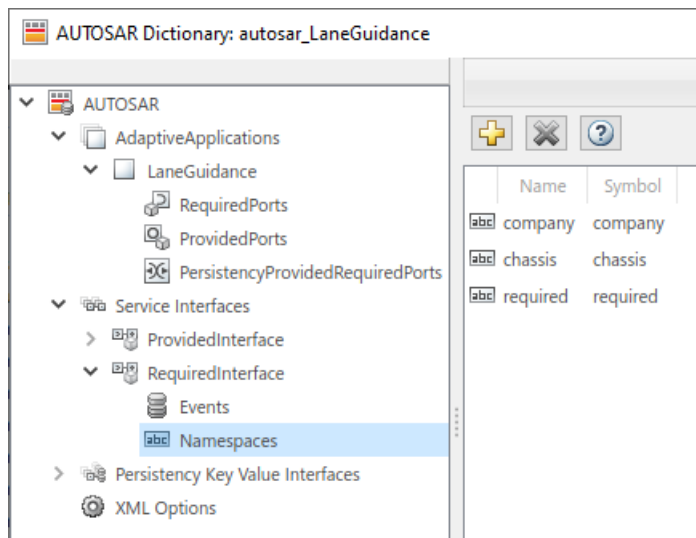 AUTOSAR Dictionary: autosar_LaneGuidance
AUTOSAR
AdaptiveApplications
LaneGuidance
RequiredPorts
ProvidedPorts
PersistencyProvidedRequiredPorts
Service Interfaces
ProvidedInterface
RequiredInterface
Events
abc Namespaces
Persistency Key Value Interfaces
XML Options
Name Symbol
abc company company
abc chassis chassis
abc required required